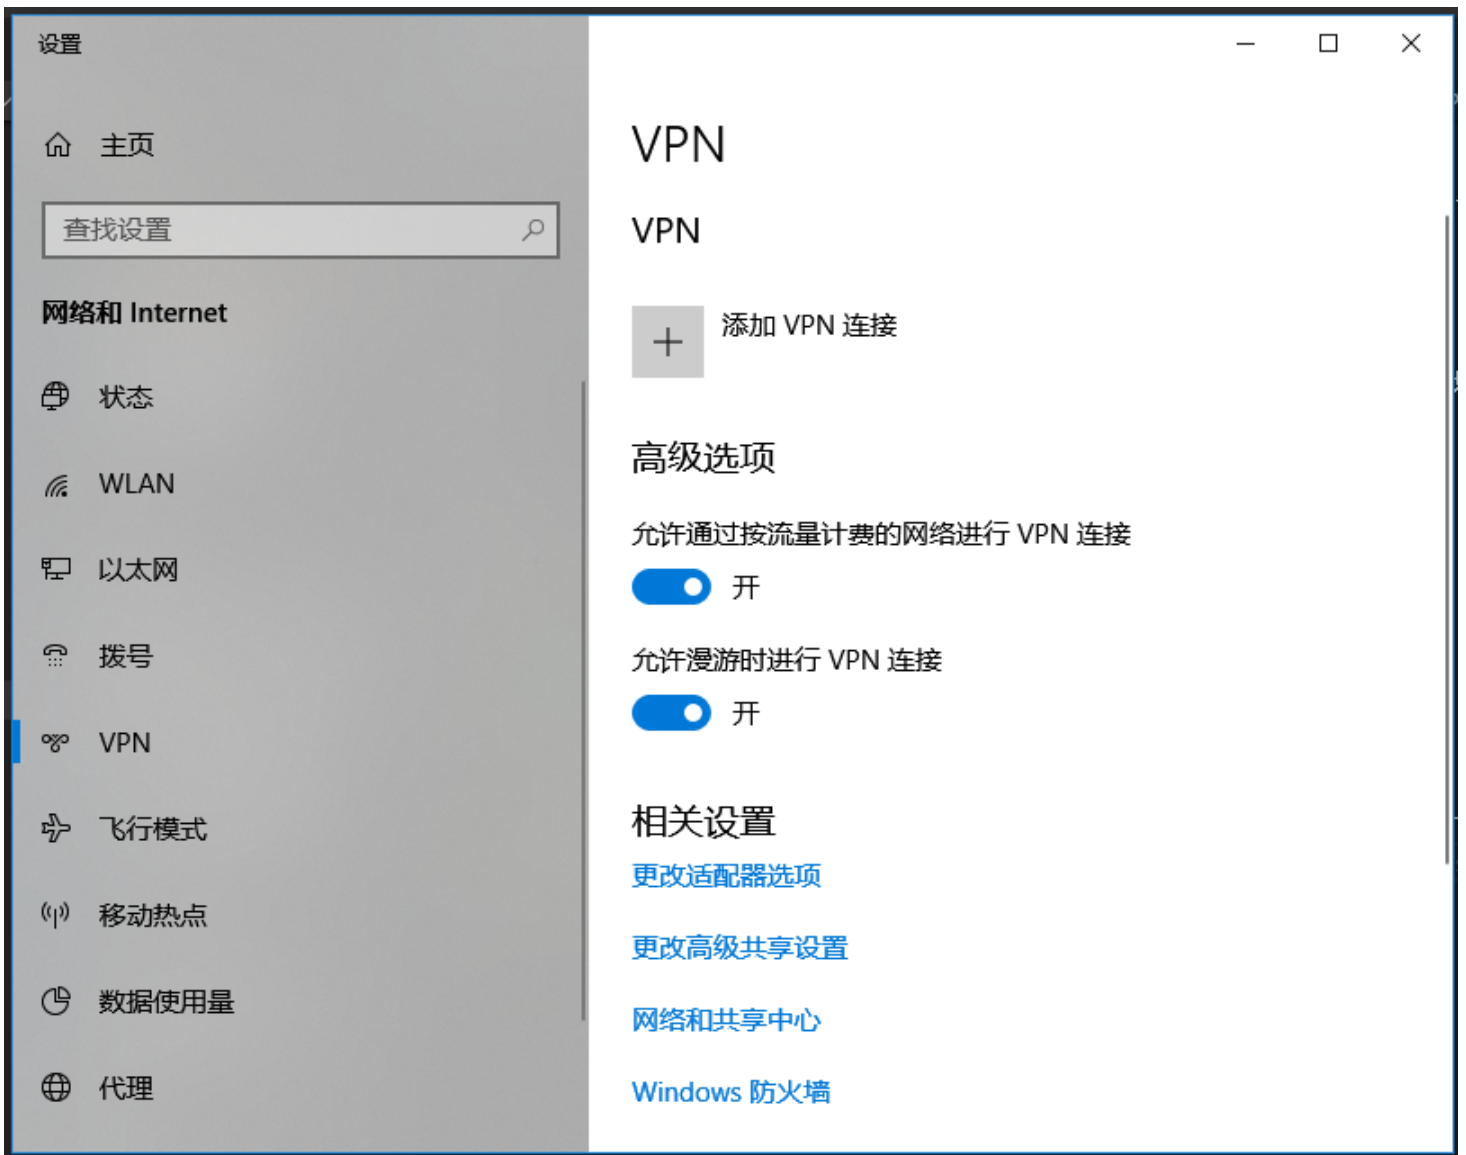 设置
主页
查找设置
网络和 Internet
状态
WLAN
以太网
拨号
VPN
飞行模式
移动热点
数据使用量
代理
VPN
VPN
添加 VPN 连接
高级选项
允许通过按流量计费的网络进行 VPN 连接
开
允许漫游时进行 VPN 连接
开
相关设置
更改适配器选项
更改高级共享设置
网络和共享中心
Windows 防火墙